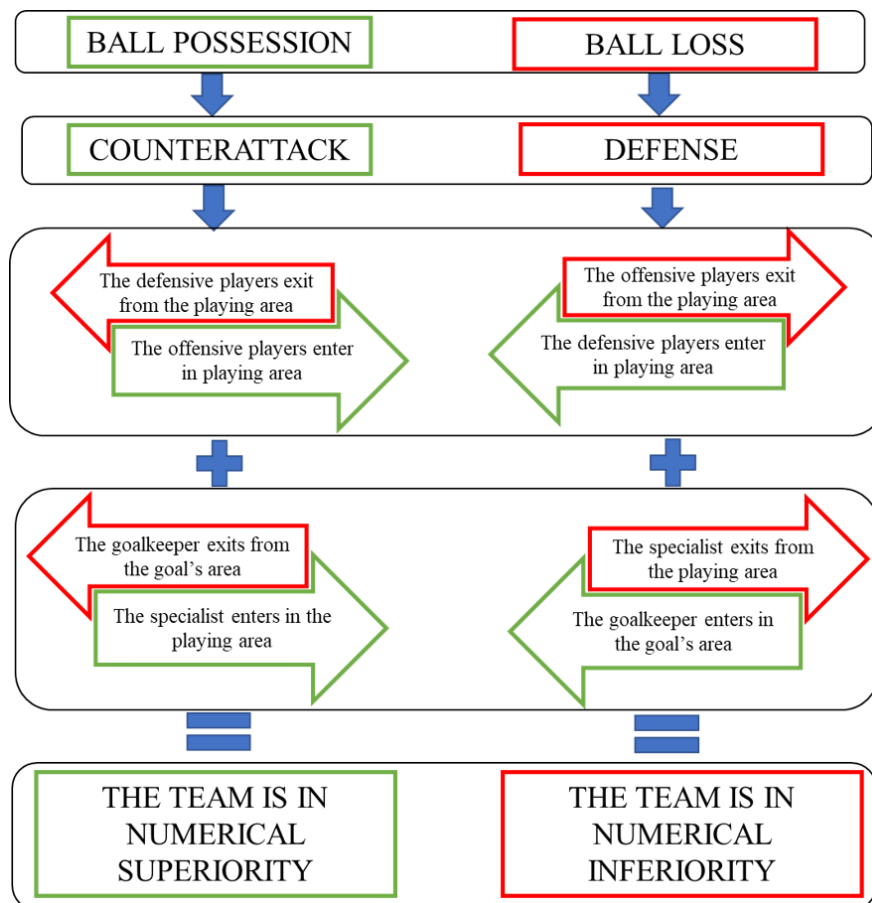 BALL POSSESSION
BALL LOSS
COUNTERATTACK
DEFENSE
The defensive players exit
from the playing area
The offensive players enter
in playing area
The offensive players exit
from the playing area
The defensive players enter
in playing area
The goalkeeper exits from
the goal's area
The specialist enters in the
playing area
The specialist exits from
the playing area
The goalkeeper enters in
the goal's area
THE TEAM IS IN
NUMERICAL
SUPERIORITY
THE TEAM IS IN
NUMERICAL
INFERIORITY